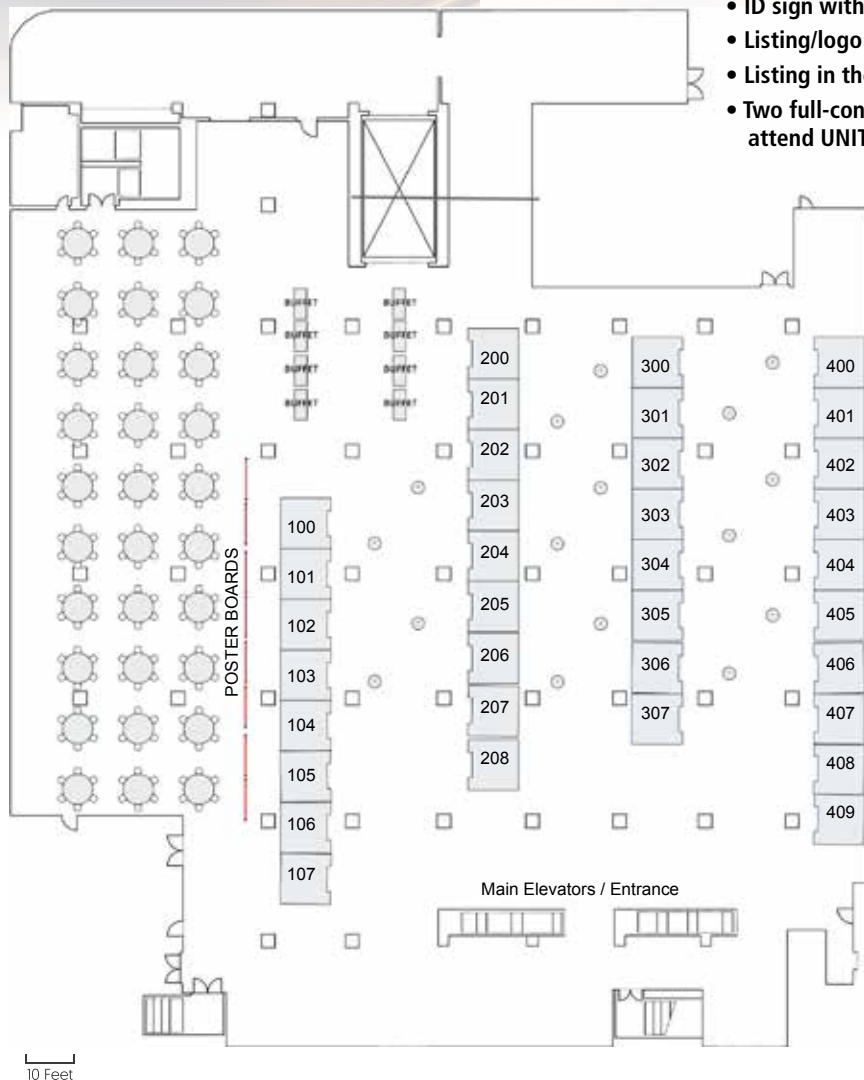 • ID sign with
• Listing/logo
• Listing in the
• Two full-con
attend UNIT
BUFFET BUFFET
BUFFET BUFFET
BUFFET BUFFET
BUFFET BUFFET
200 300 400
201 301 401
202 302 402
203 303 403
204 304 404
205 305 405
206 306 406
207 307 407
208 408
409
POSTER BOARDS
100
101
102
103
104
105
106
107
Main Elevators / Entrance
10 Feet